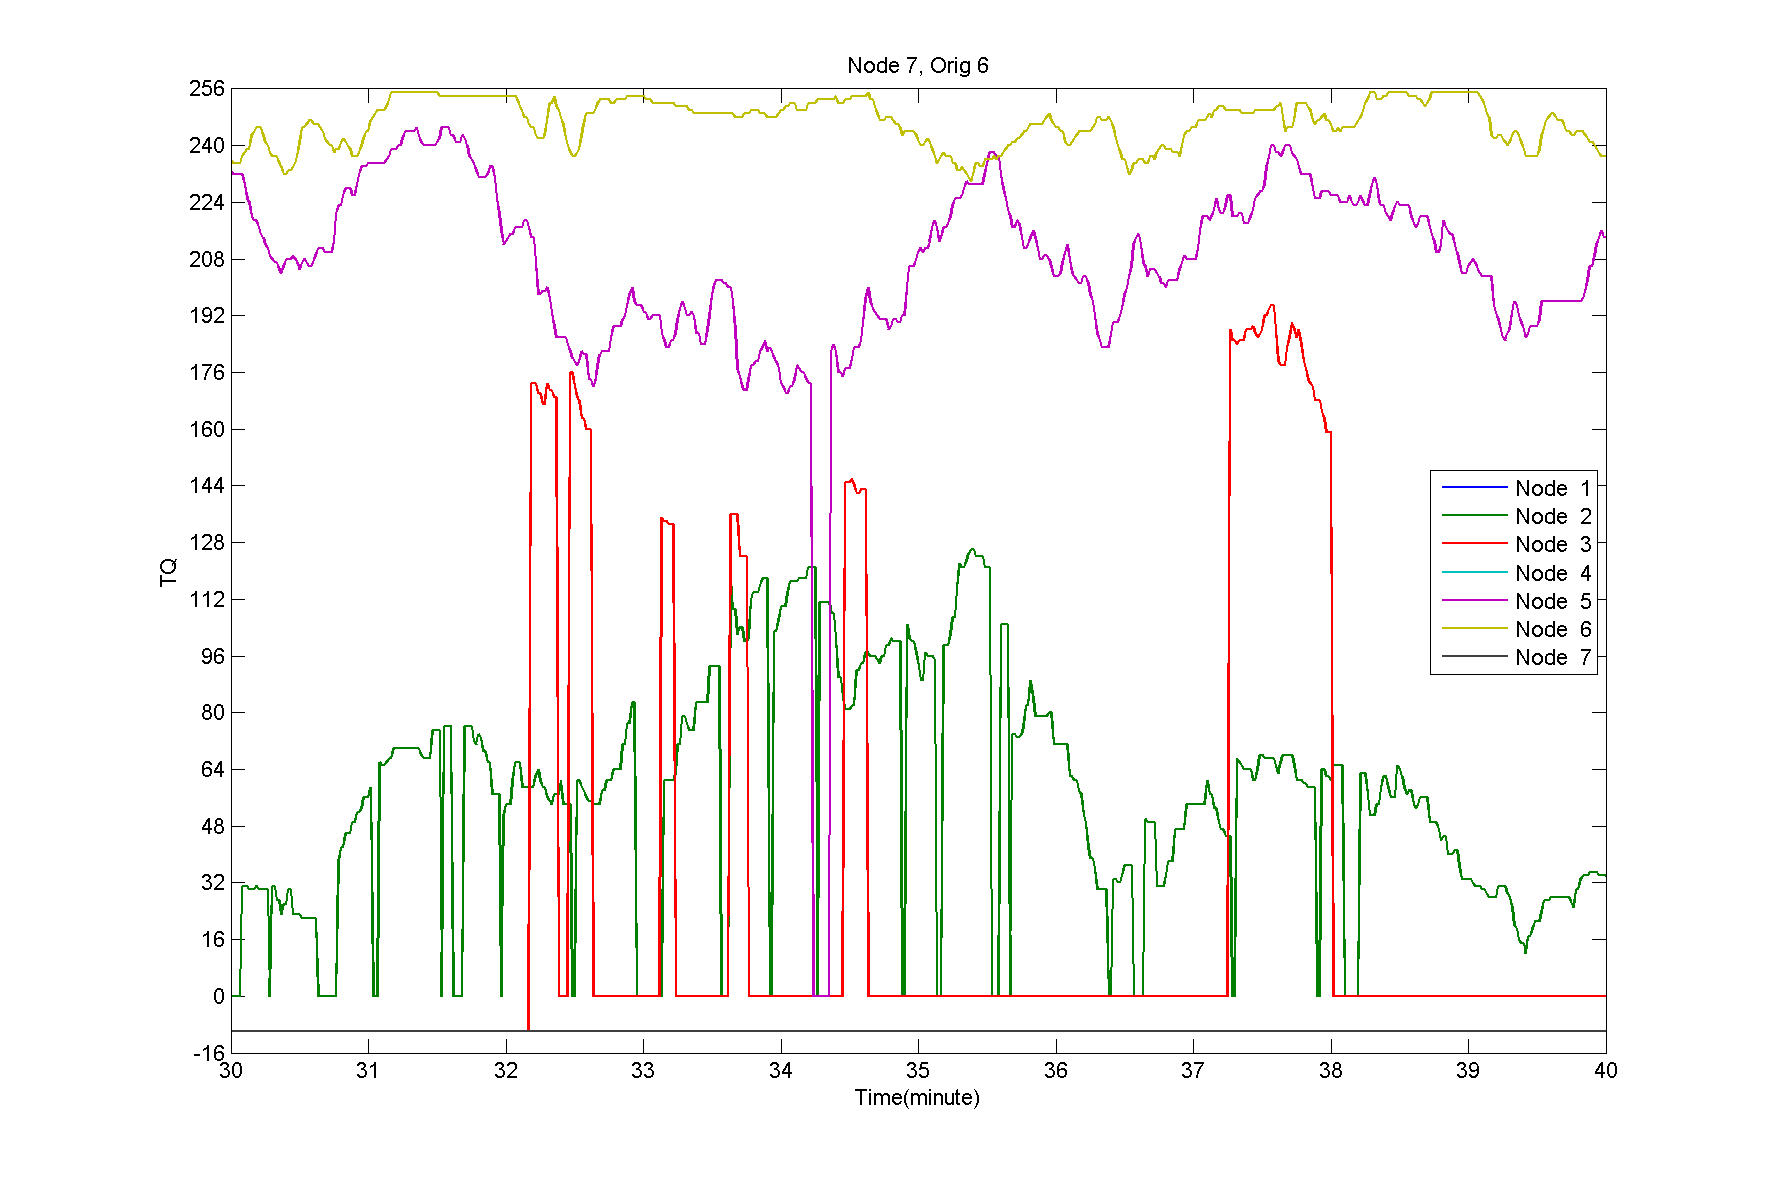 Node 7, Orig 6
256
240
224
208
192
176
160
144
128
112
96
80
64
48
32
16
0
-16
TQ
Node 1
Node 2
Node 3
Node 4
Node 5
Node 6
Node 7
30 31 32 33 34 35 36 37 38 39 40
Time(minute)